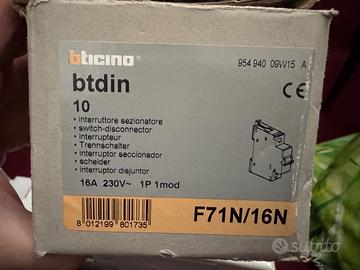 bticino
954 940 09W15 A
btdin
CE
10
• interruttore sezionatore
• switch-disconnector
• interrupteur
• Trennschalter
• interruptor seccionador
• scheider
• interruptor disjuntor
16A 230V~ 1P 1mod
F71N/16N
8 012199 801735
subito